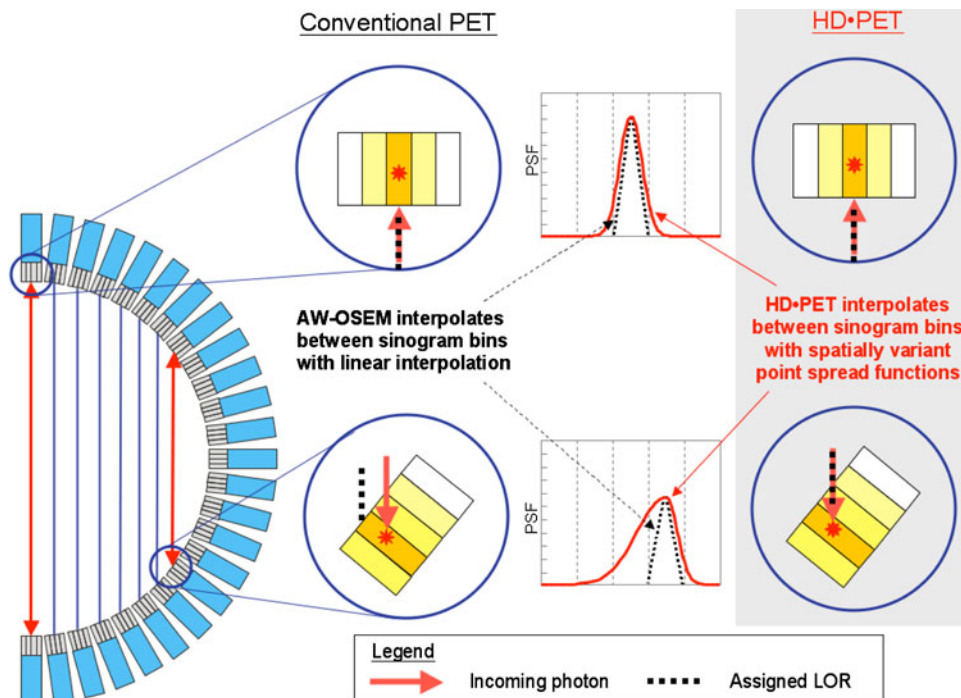 Conventional PET
HD•PET
PSF
AW-OSEM interpolates
between sinogram bins
with linear interpolation
HD•PET interpolates
between sinogram bins
with spatially variant
point spread functions
PSF
Legend
Incoming photon
Assigned LOR